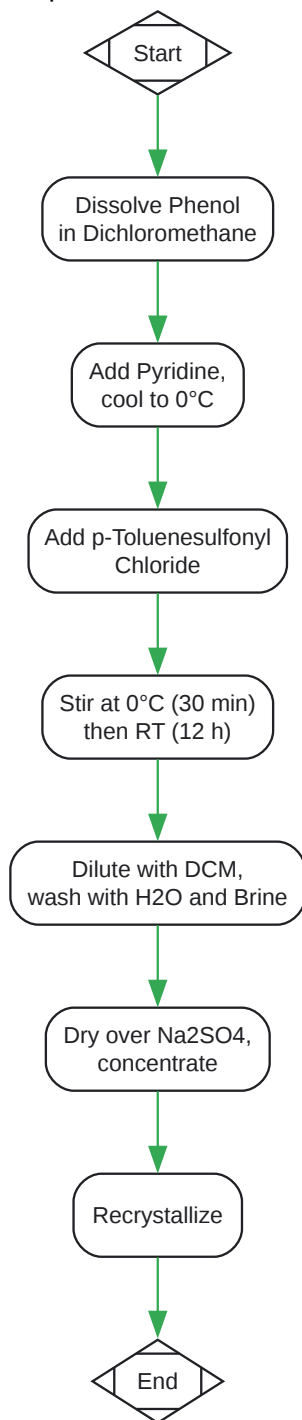 Start
Dissolve Phenol
in Dichloromethane
Add Pyridine,
cool to 0°C
Add p-Toluenesulfonyl
Chloride
Stir at 0°C (30 min)
then RT (12 h)
Dilute with DCM,
wash with H2O and Brine
Dry over Na2SO4,
concentrate
Recrystallize
End